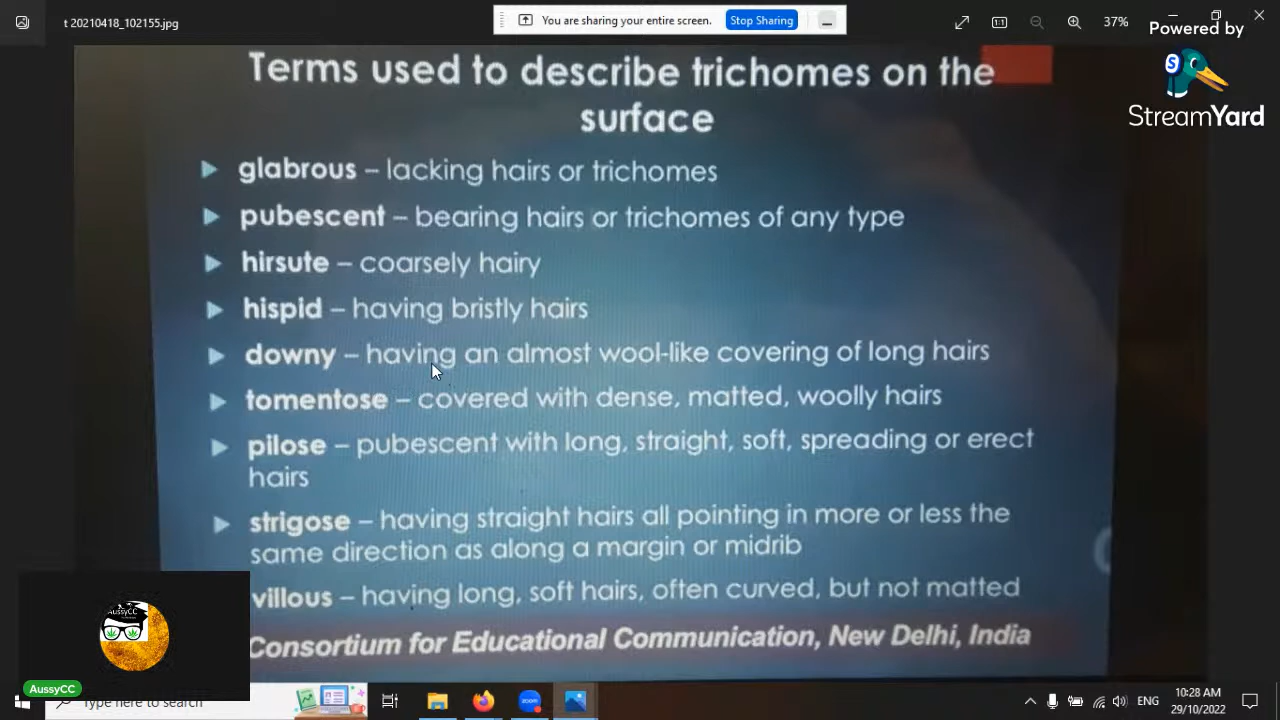 t 20210418_102155.jpg
You are sharing your entire screen.
Stop Sharing
37%
Powered by
StreamYard
Terms used to describe trichomes on the
surface
glabrous – lacking hairs or trichomes
pubescent – bearing hairs or trichomes of any type
hirsute – coarsely hairy
hispid – having bristly hairs
downy – having an almost wool-like covering of long hairs
tomentose – covered with dense, matted, woolly hairs
pilose – pubescent with long, straight, soft, spreading or erect
hairs
strigose – having straight hairs all pointing in more or less the
same direction as along a margin or midrib
villous – having long, soft hairs, often curved, but not matted
Consortium for Educational Communication, New Delhi, India
AussyCC
AussyCC
Type here to search
zoom
ENG
10:28 AM
29/10/2022